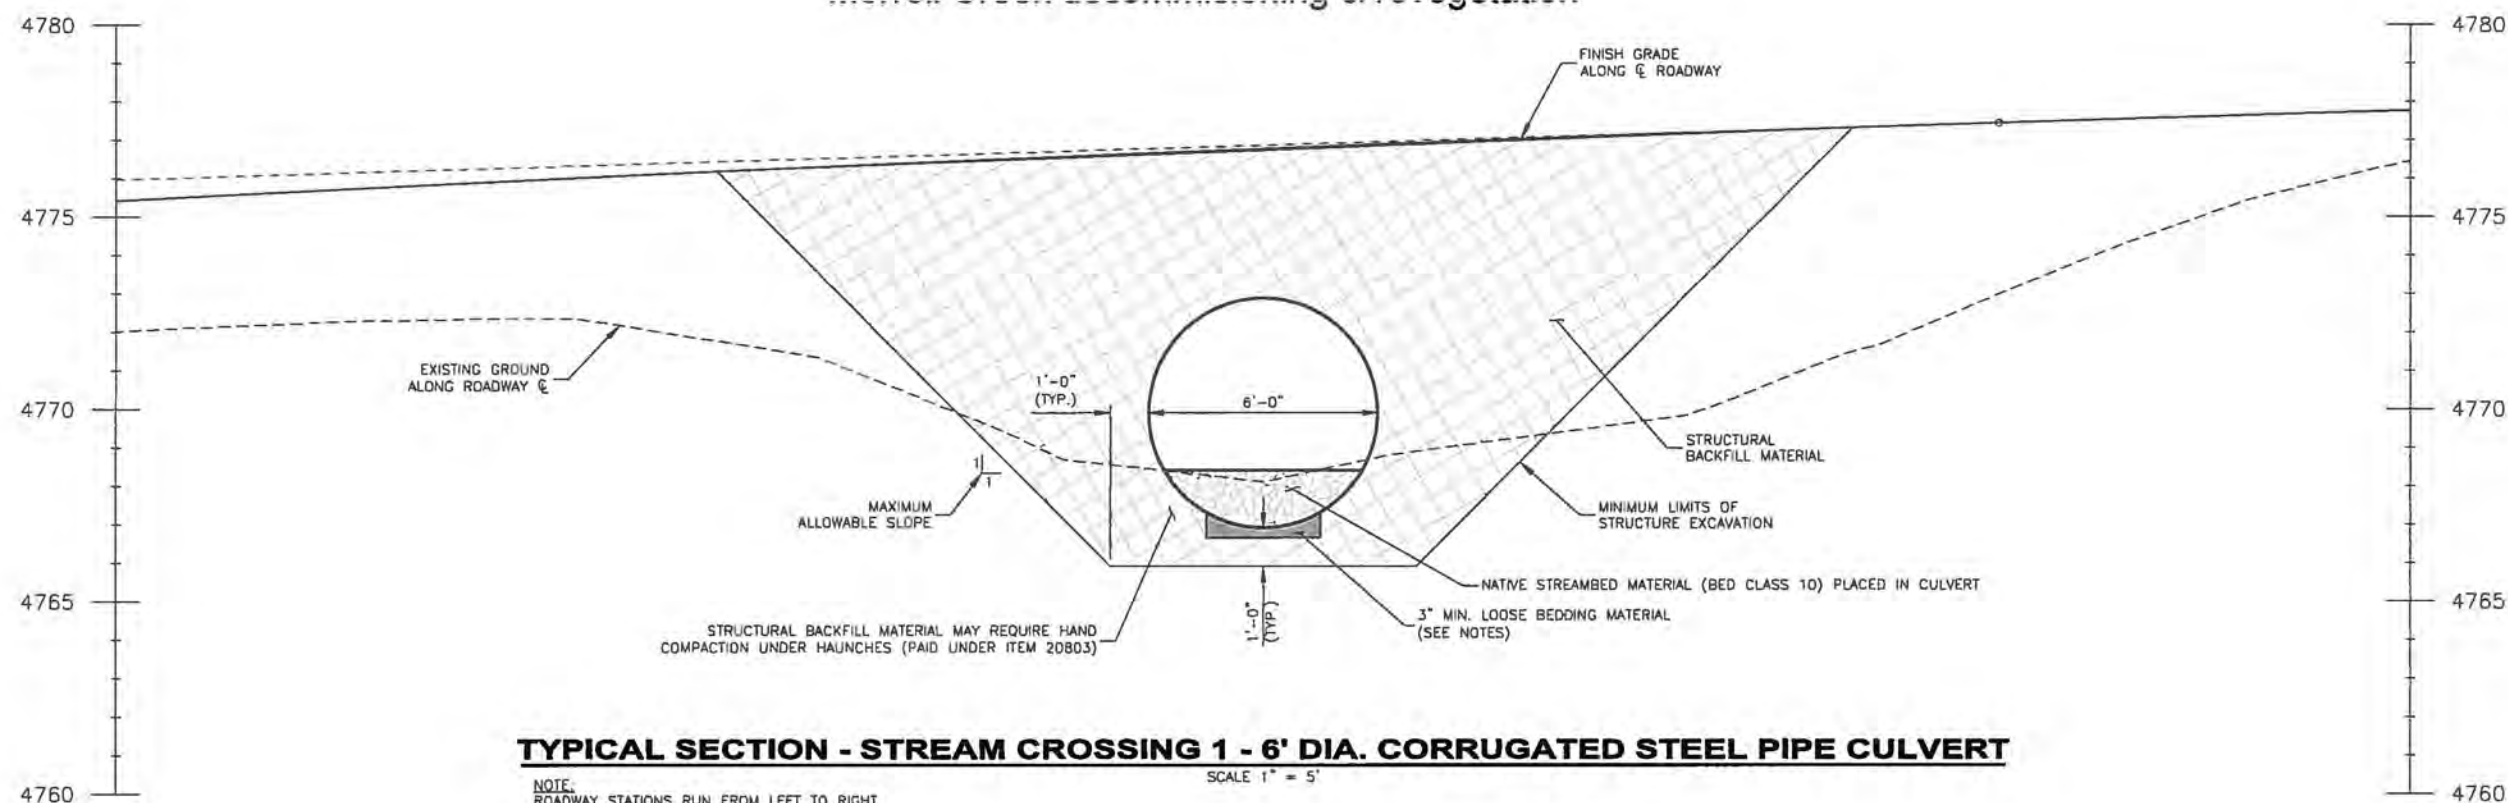 4780
4780
FINISH GRADE
ALONG ℄ ROADWAY
4775
4775
EXISTING GROUND
ALONG ROADWAY ℄
1'-0"
(TYP.)
6'-0"
4770
4770
STRUCTURAL
BACKFILL MATERIAL
1
1
MAXIMUM
ALLOWABLE SLOPE
MINIMUM LIMITS OF
STRUCTURE EXCAVATION
NATIVE STREAMBED MATERIAL (BED CLASS 10) PLACED IN CULVERT
4765
4765
3" MIN. LOOSE BEDDING MATERIAL
(SEE NOTES)
1'-0"
(TYP)
STRUCTURAL BACKFILL MATERIAL MAY REQUIRE HAND
COMPACTION UNDER HAUNCHES (PAID UNDER ITEM 20803)
TYPICAL SECTION - STREAM CROSSING 1 - 6' DIA. CORRUGATED STEEL PIPE CULVERT
SCALE 1" = 5'
NOTE:
ROADWAY STATIONS RUN FROM LEFT TO RIGHT
4760
4760